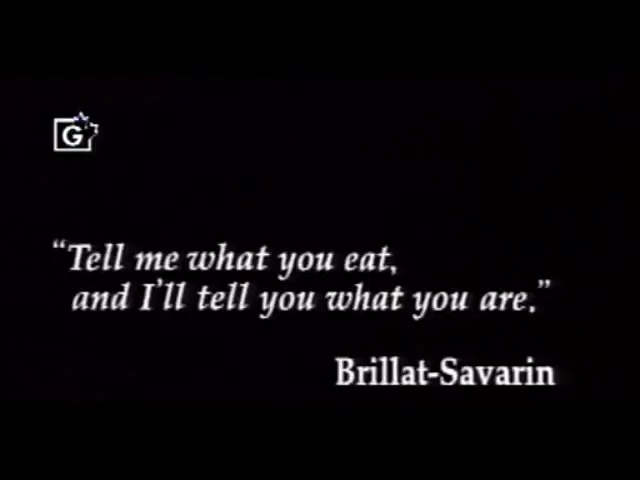 G
“Tell me what you eat,
and I'll tell you what you are.”
Brillat-Savarin